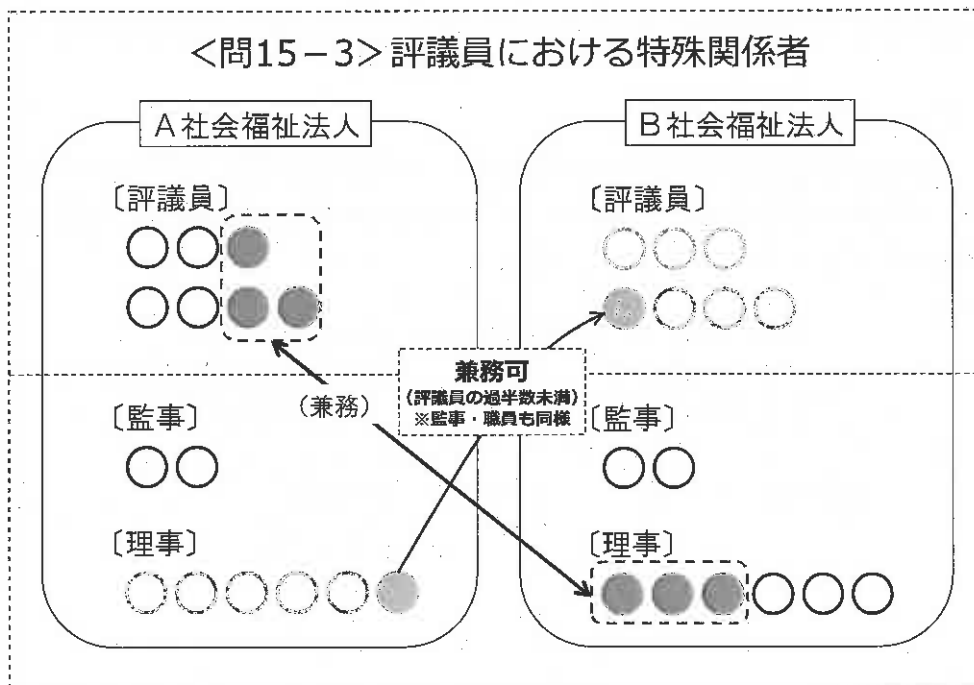 <問15－3>評議員における特殊関係者
A社会福祉法人
B社会福祉法人
〔評議員〕
〔評議員〕
兼務可
(評議員の過半数未満)
※監事・職員も同様
（兼務）
〔監事〕
〔監事〕
〔理事〕
〔理事〕